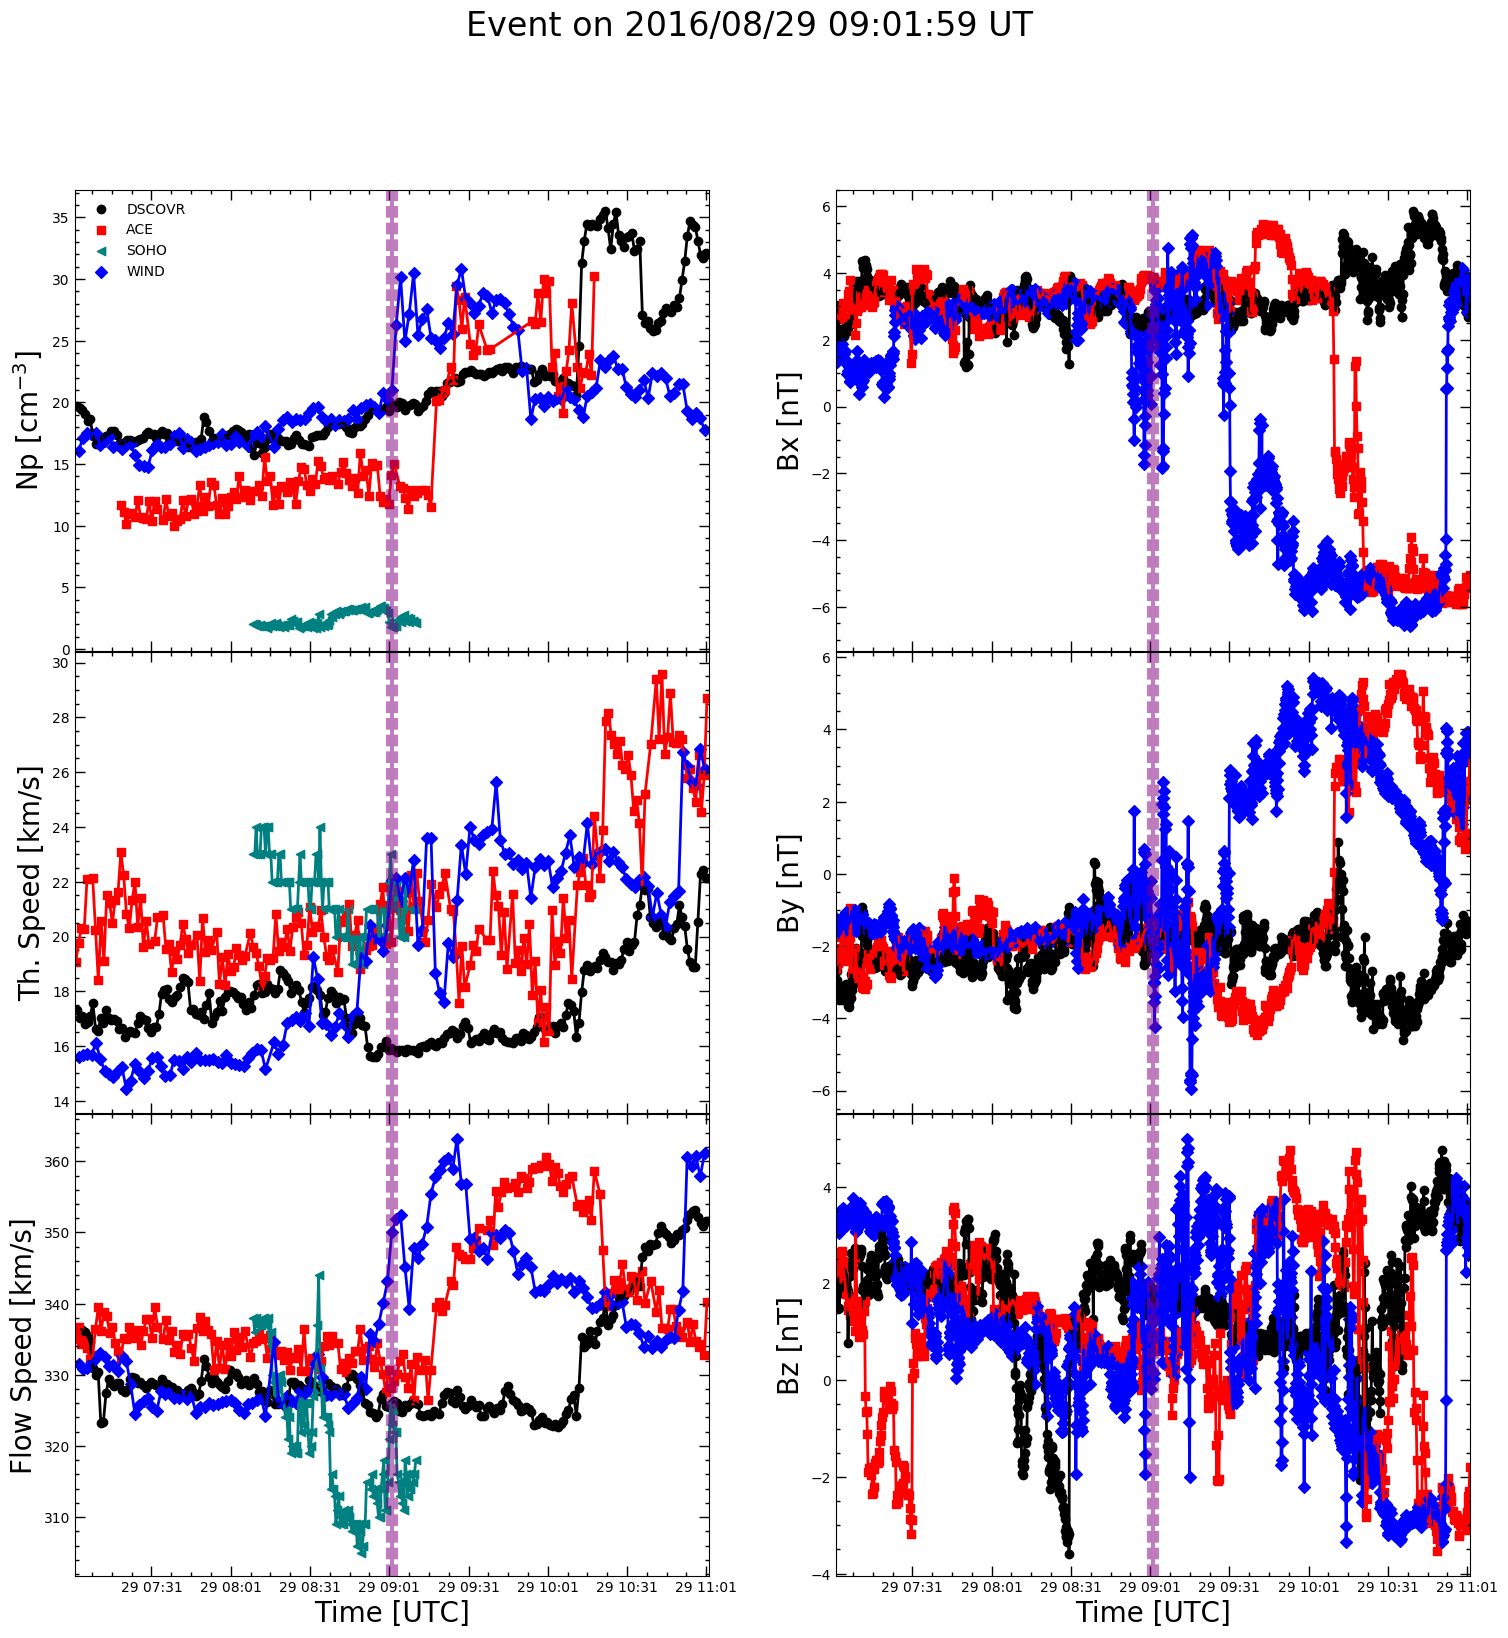 Event on 2016/08/29 09:01:59 UT
DSCOVR
ACE
SOHO
WIND
Np [cm⁻³]
35
30
25
20
15
10
5
0
Bx [nT]
6
4
2
0
−2
−4
−6
Th. Speed [km/s]
30
28
26
24
22
20
18
16
14
By [nT]
6
4
2
0
−2
−4
−6
Flow Speed [km/s]
360
350
340
330
320
310
Bz [nT]
4
2
0
−2
−4
29 07:31 29 08:01 29 08:31 29 09:01 29 09:31 29 10:01 29 10:31 29 11:01
Time [UTC]
29 07:31 29 08:01 29 08:31 29 09:01 29 09:31 29 10:01 29 10:31 29 11:01
Time [UTC]